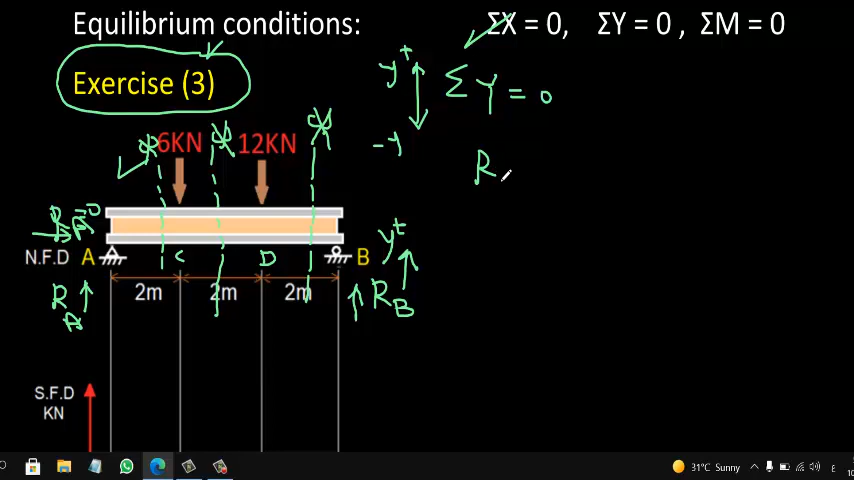 Equilibrium conditions: ΣX = 0, ΣY = 0 , ΣM = 0
Exercise (3)
y+
-y
Σ Y = 0
R
6KN 12KN
y+
N.F.D A C D B
2m 2m 2m
R A
R B
S.F.D
KN
31°C Sunny